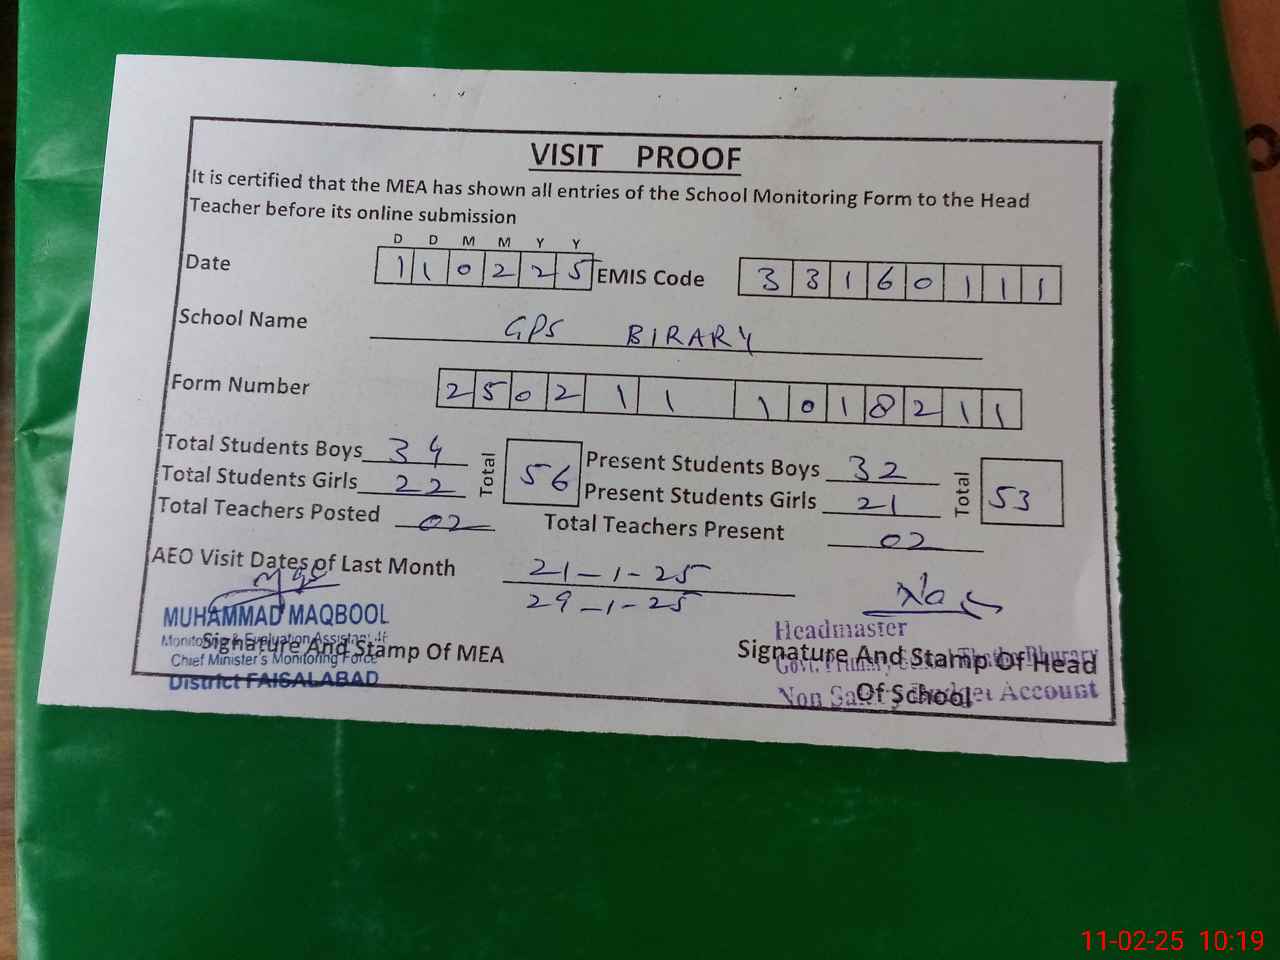 VISIT PROOF
It is certified that the MEA has shown all entries of the School Monitoring Form to the Head
Teacher before its online submission
D D M M Y Y
Date 1 1 0 2 2 5 EMIS Code 3 3 1 6 0 1 1 1
School Name GPS BIRARY
Form Number 2 5 0 2 1 1 1 0 1 8 2 1 1
Total Students Boys 34 Total 56 Present Students Boys 32 Total 53
Total Students Girls 22 Present Students Girls 21
Total Teachers Posted 02 Total Teachers Present 02
AEO Visit Dates of Last Month 21-1-25
29-1-25
MUHAMMAD MAQBOOL
Monitoring & Evaluation Assistant
Chief Minister's Monitoring Force
District FAISALABAD
Signature And Stamp Of MEA
Headmaster
Govt. Primary
Non Salary Budget Account
Signature And Stamp Of Head
Of School
11-02-25 10:19